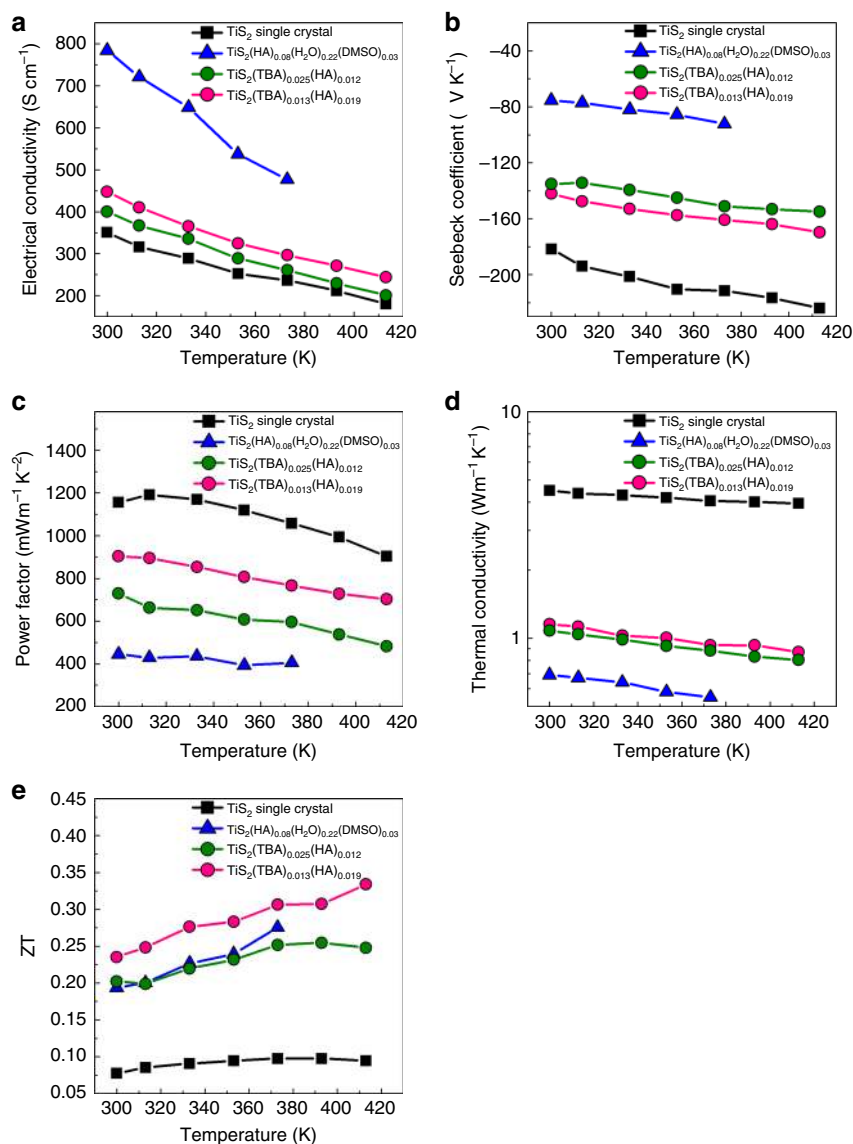 a
TiS₂ single crystal
TiS₂(HA)₀.₀₈(H₂O)₀.₂₂(DMSO)₀.₀₃
TiS₂(TBA)₀.₀₂₅(HA)₀.₀₁₂
TiS₂(TBA)₀.₀₁₃(HA)₀.₀₁₉
Electrical conductivity (S cm⁻¹)
800
700
600
500
400
300
200
300 320 340 360 380 400 420
Temperature (K)
b
TiS₂ single crystal
TiS₂(HA)₀.₀₈(H₂O)₀.₂₂(DMSO)₀.₀₃
TiS₂(TBA)₀.₀₂₅(HA)₀.₀₁₂
TiS₂(TBA)₀.₀₁₃(HA)₀.₀₁₉
Seebeck coefficient ( V K⁻¹)
−40
−80
−120
−160
−200
300 320 340 360 380 400 420
Temperature (K)
c
TiS₂ single crystal
TiS₂(HA)₀.₀₈(H₂O)₀.₂₂(DMSO)₀.₀₃
TiS₂(TBA)₀.₀₂₅(HA)₀.₀₁₂
TiS₂(TBA)₀.₀₁₃(HA)₀.₀₁₉
Power factor (mWm⁻¹ K⁻²)
1400
1200
1000
800
600
400
200
300 320 340 360 380 400 420
Temperature (K)
d
TiS₂ single crystal
TiS₂(HA)₀.₀₈(H₂O)₀.₂₂(DMSO)₀.₀₃
TiS₂(TBA)₀.₀₂₅(HA)₀.₀₁₂
TiS₂(TBA)₀.₀₁₃(HA)₀.₀₁₉
Thermal conductivity (Wm⁻¹ K⁻¹)
10
1
300 320 340 360 380 400 420
Temperature (K)
e
TiS₂ single crystal
TiS₂(HA)₀.₀₈(H₂O)₀.₂₂(DMSO)₀.₀₃
TiS₂(TBA)₀.₀₂₅(HA)₀.₀₁₂
TiS₂(TBA)₀.₀₁₃(HA)₀.₀₁₉
ZT
0.45
0.40
0.35
0.30
0.25
0.20
0.15
0.10
0.05
300 320 340 360 380 400 420
Temperature (K)